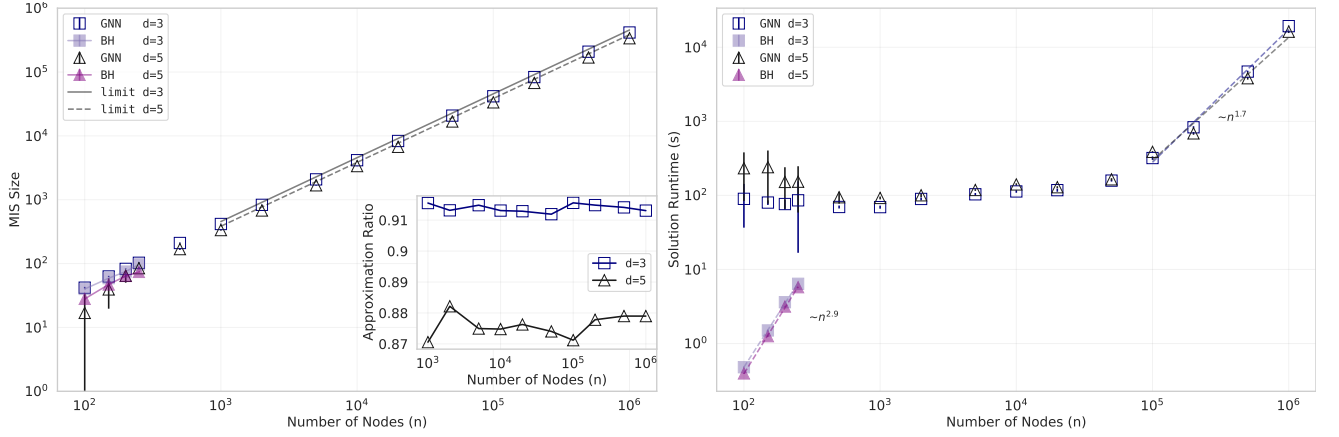 10^6
10^5
10^4
10^3
10^2
10^1
10^0
MIS Size
GNN d=3
BH d=3
GNN d=5
BH d=5
limit d=3
limit d=5
0.91
0.9
0.89
0.88
0.87
Approximation Ratio
d=3
d=5
10^3
10^4
10^5
10^6
Number of Nodes (n)
10^2
10^3
10^4
10^5
10^6
Number of Nodes (n)
10^4
10^3
10^2
10^1
10^0
Solution Runtime (s)
GNN d=3
BH d=3
GNN d=5
BH d=5
~n^1.7
~n^2.9
10^2
10^3
10^4
10^5
10^6
Number of Nodes (n)